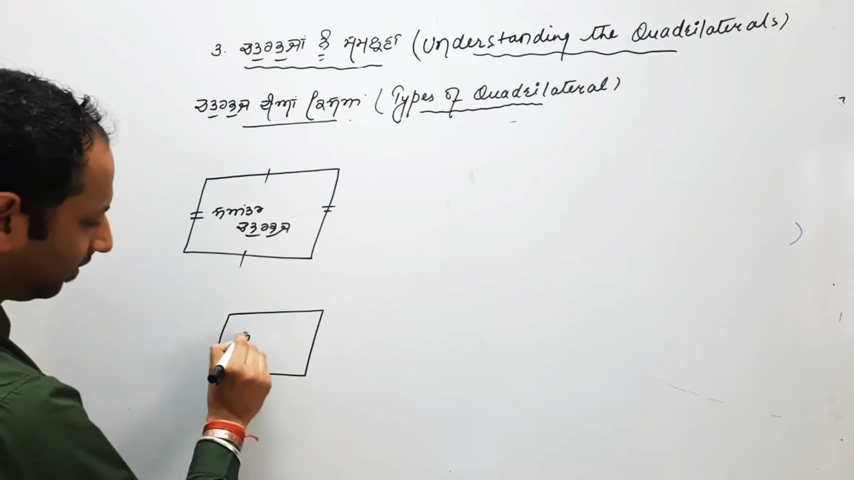 3. ਚਤੁਰਭੁਜਾਂ ਨੂੰ ਸਮਝਣਾ (Understanding the Quadrilaterals)
ਚਤੁਰਭੁਜ ਦੀਆਂ ਕਿਸਮਾਂ (Types of Quadrilateral)
ਸਮਾਂਤਰ
ਚਤੁਰਭੁਜ